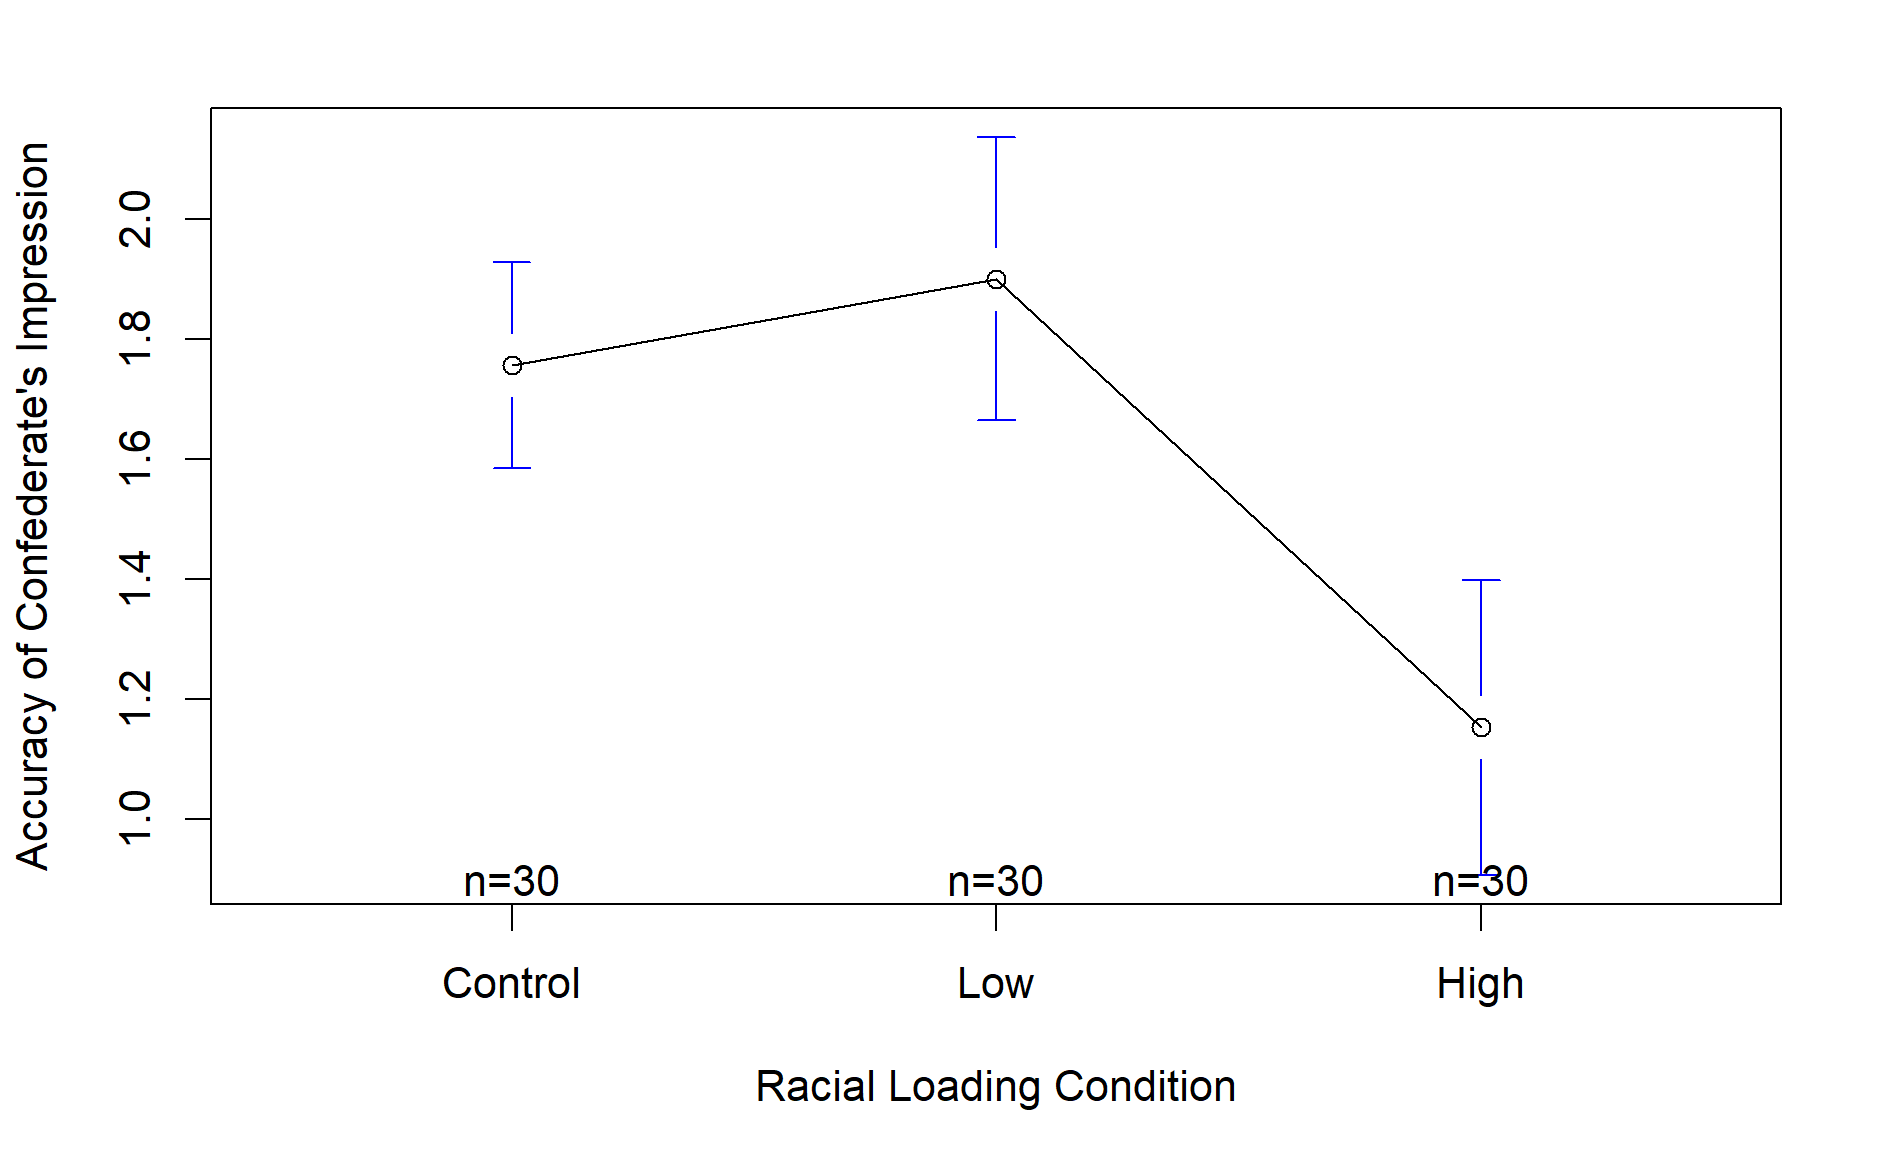 Accuracy of Confederate's Impression
2.0
1.8
1.6
1.4
1.2
1.0
n=30 n=30 n=30
Control Low High
Racial Loading Condition